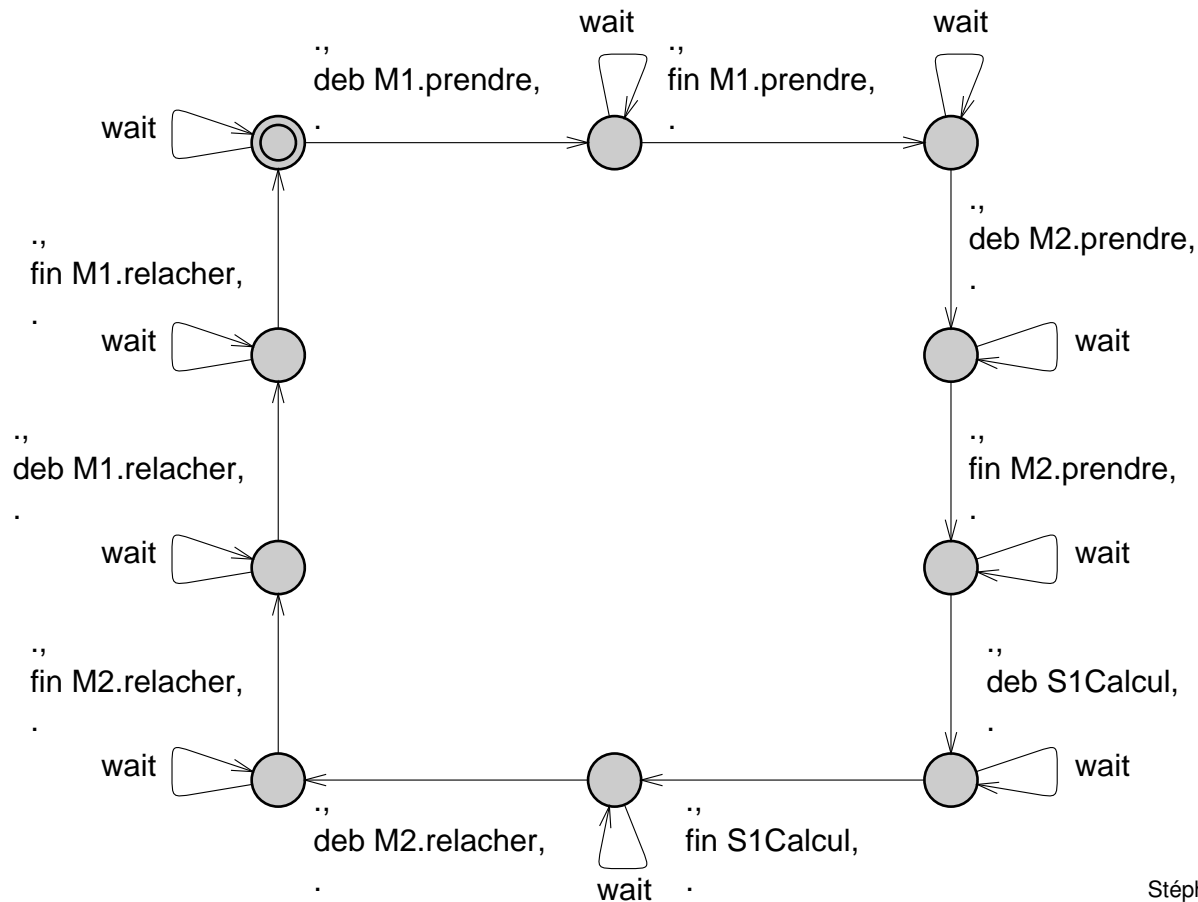 wait
wait
.,
deb M1.prendre,
.
.,
fin M1.prendre,
.
wait
.,
deb M2.prendre,
.
.,
fin M1.relacher,
.
wait
wait
.,
deb M1.relacher,
.
.,
fin M2.prendre,
.
wait
wait
.,
fin M2.relacher,
.
.,
deb S1Calcul,
.
wait
wait
.,
deb M2.relacher,
.
.,
fin S1Calcul,
.
wait
Stéph